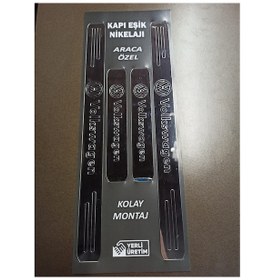 KAPI EŞİK
NİKELAJI
ARACA
ÖZEL
Volkswagen
Volkswagen
Volkswagen
Volkswagen
KOLAY
MONTAJ
YERLİ
ÜRETİM